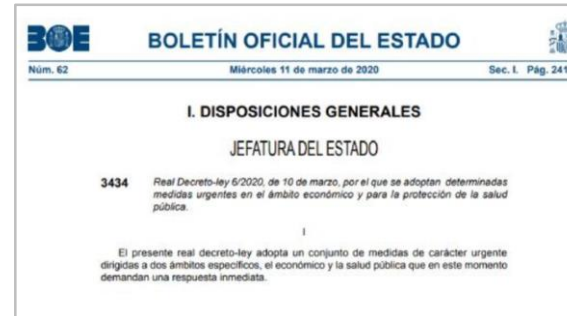 BOE
BOLETÍN OFICIAL DEL ESTADO
Núm. 62 Miércoles 11 de marzo de 2020 Sec. I. Pág. 241
I. DISPOSICIONES GENERALES
JEFATURA DEL ESTADO
3434 Real Decreto-ley 6/2020, de 10 de marzo, por el que se adoptan determinadas
medidas urgentes en el ámbito económico y para la protección de la salud
pública.
I
El presente real decreto-ley adopta un conjunto de medidas de carácter urgente
dirigidas a dos ámbitos específicos, el económico y la salud pública que en este momento
demandan una respuesta inmediata.